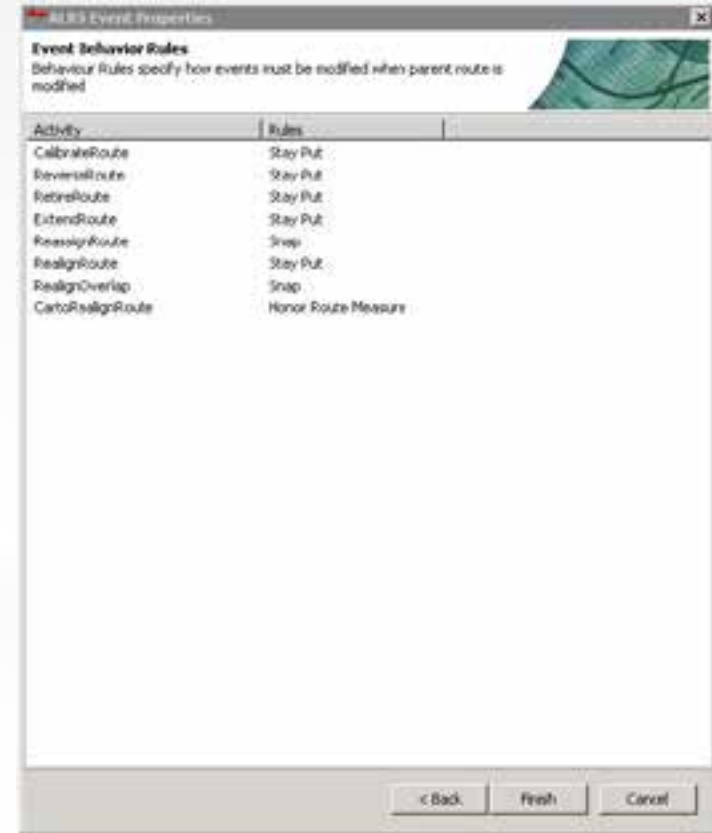 ALRS Event Properties
Event Behavior Rules
Behaviour Rules specify how events must be modified when parent route is
modified
Activity Rules
CalibrateRoute Stay Put
ReverseRoute Stay Put
RetireRoute Stay Put
ExtendRoute Stay Put
ReassignRoute Snap
RealignRoute Stay Put
RealignOverlap Snap
CartoRealignRoute Honor Route Measure
< Back Finish Cancel